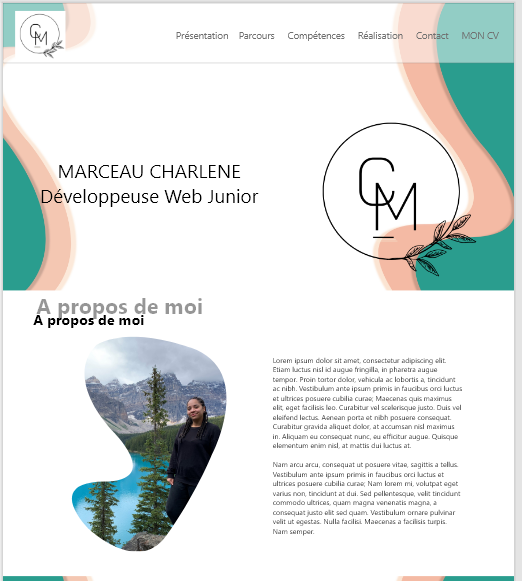 CM
Présentation Parcours Compétences Réalisation Contact MON CV
MARCEAU CHARLENE
Développeuse Web Junior
CM
A propos de moi
A propos de moi
Lorem ipsum dolor sit amet, consectetur adipiscing elit.
Etiam luctus nisl id augue fringilla, in pharetra augue
tempor. Proin tortor dolor, vehicula ac lobortis a, tincidunt
ac nibh. Vestibulum ante ipsum primis in faucibus orci luctus
et ultrices posuere cubilia curae; Maecenas quis maximus
elit, eget facilisis leo. Curabitur vel scelerisque justo. Duis vel
eleifend lectus. Aenean porta et nibh posuere consequat.
Curabitur gravida aliquet dolor, at accumsan nisl maximus
in. Aliquam eu consequat nunc, eu efficitur augue. Quisque
elementum enim nisl, at mattis dui luctus at.
Nam arcu arcu, consequat ut posuere vitae, sagittis a tellus.
Vestibulum ante ipsum primis in faucibus orci luctus et
ultrices posuere cubilia curae; Nam lorem mi, volutpat eget
varius non, tincidunt at dui. Sed pellentesque, velit tincidunt
commodo ultrices, quam magna venenatis magna, a
consequat justo elit sed quam. Vestibulum ornare pulvinar
velit ut egestas. Nulla facilisi. Maecenas a facilisis turpis.
Nam semper.